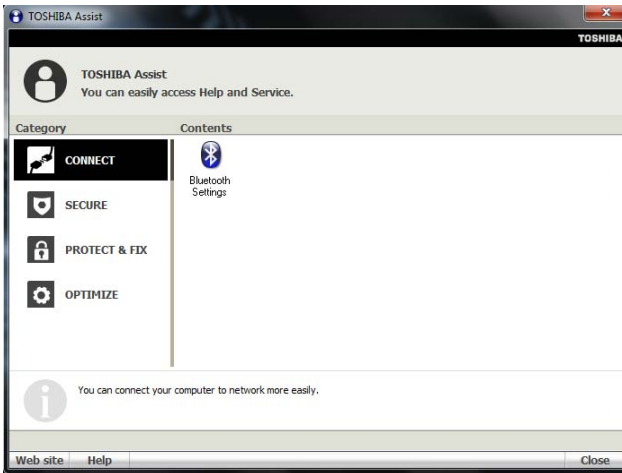 TOSHIBA Assist
TOSHIBA
TOSHIBA Assist
You can easily access Help and Service.
Category
Contents
CONNECT
Bluetooth
Settings
SECURE
PROTECT & FIX
OPTIMIZE
You can connect your computer to network more easily.
Web site
Help
Close